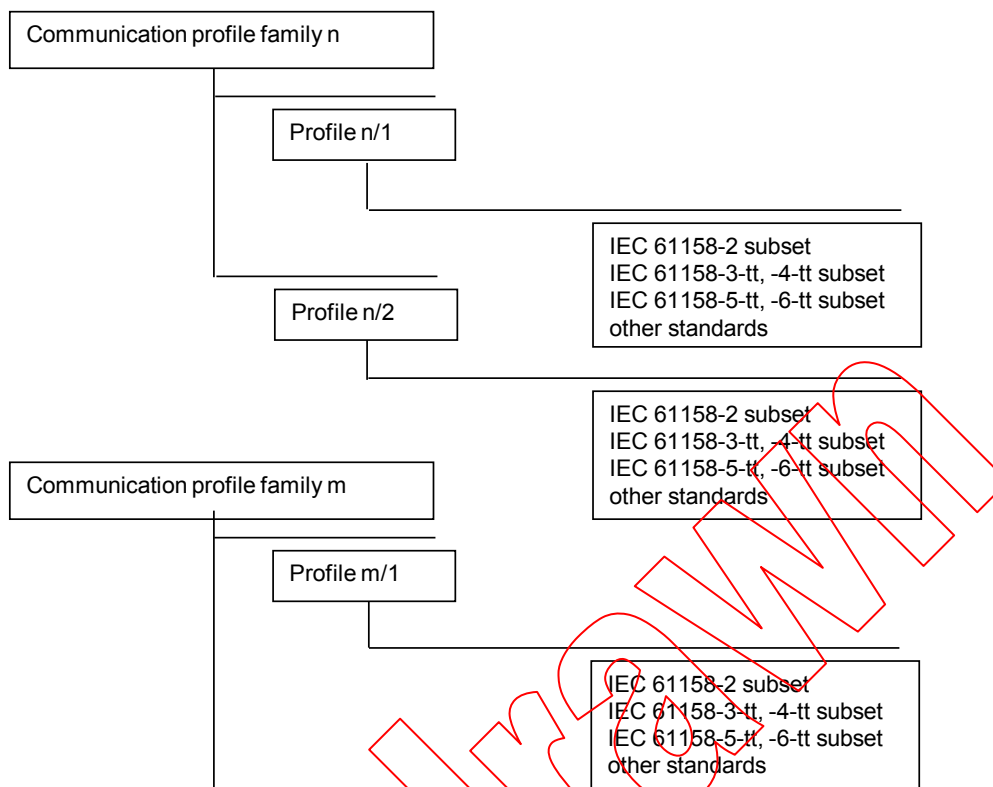 Communication profile family n
Profile n/1
IEC 61158-2 subset
IEC 61158-3-tt, -4-tt subset
IEC 61158-5-tt, -6-tt subset
other standards
Profile n/2
IEC 61158-2 subset
IEC 61158-3-tt, -4-tt subset
IEC 61158-5-tt, -6-tt subset
other standards
Communication profile family m
Profile m/1
IEC 61158-2 subset
IEC 61158-3-tt, -4-tt subset
IEC 61158-5-tt, -6-tt subset
other standards